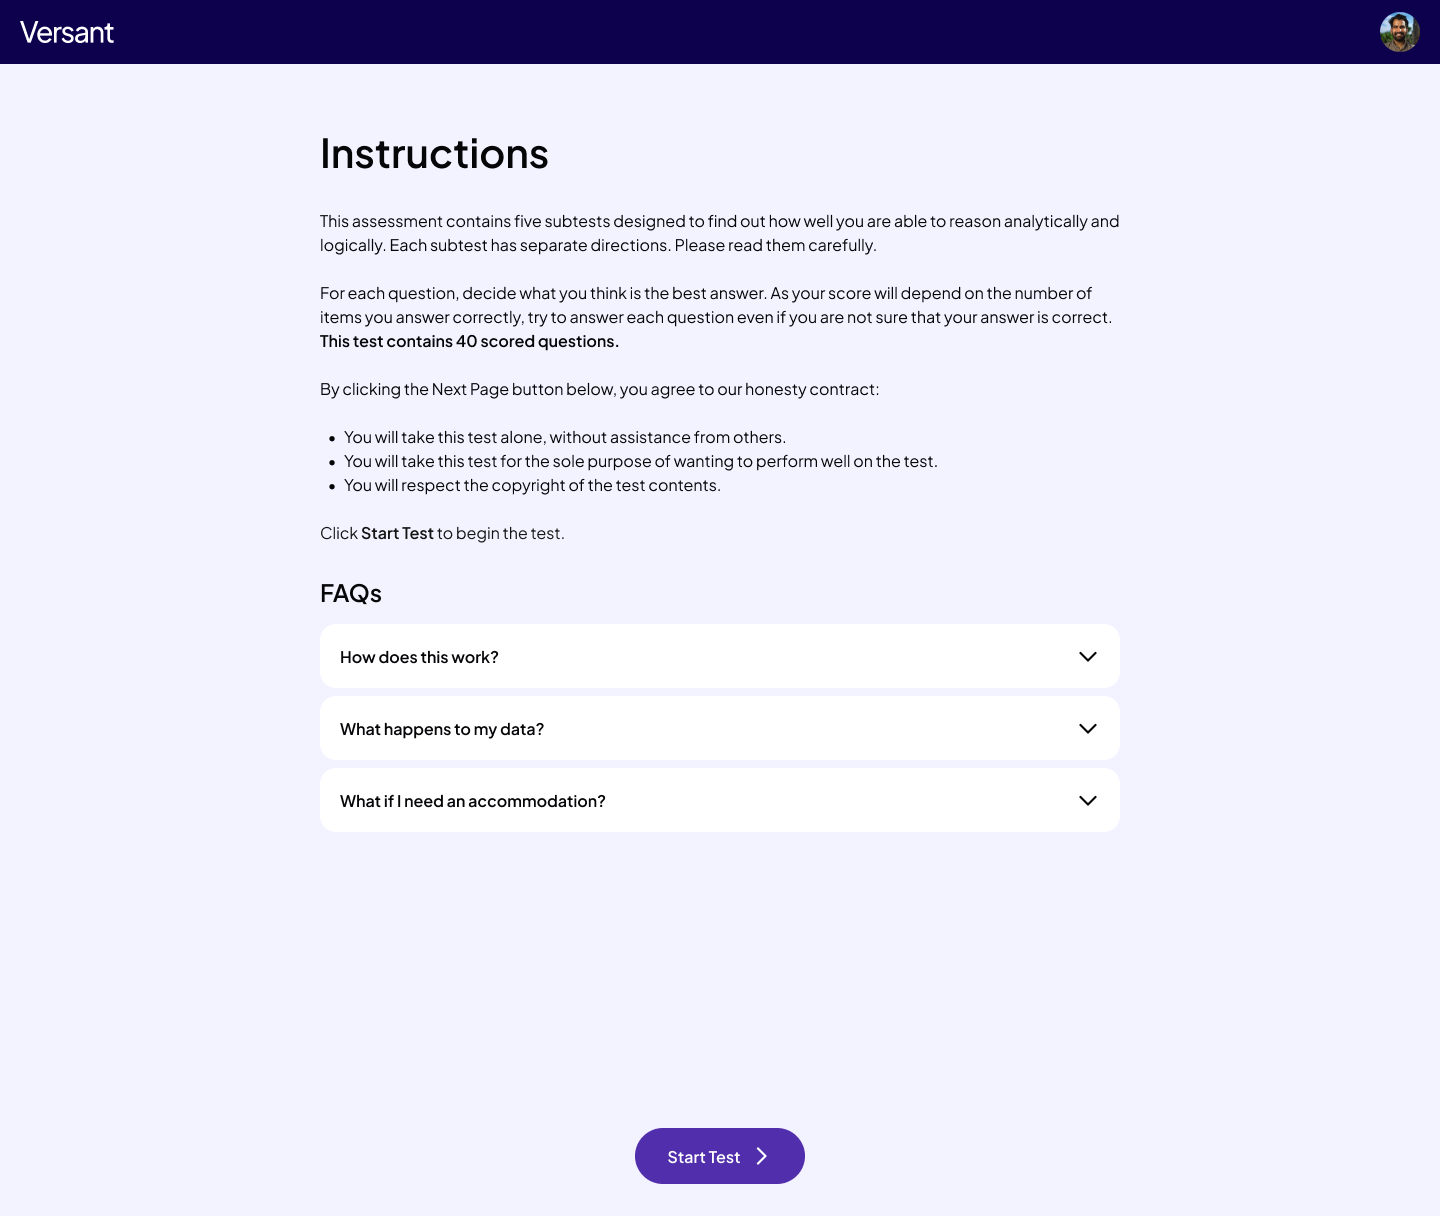 Versant
Instructions
This assessment contains five subtests designed to find out how well you are able to reason analytically and
logically. Each subtest has separate directions. Please read them carefully.
For each question, decide what you think is the best answer. As your score will depend on the number of
items you answer correctly, try to answer each question even if you are not sure that your answer is correct.
This test contains 40 scored questions.
By clicking the Next Page button below, you agree to our honesty contract:
• You will take this test alone, without assistance from others.
• You will take this test for the sole purpose of wanting to perform well on the test.
• You will respect the copyright of the test contents.
Click Start Test to begin the test.
FAQs
How does this work?
What happens to my data?
What if I need an accommodation?
Start Test